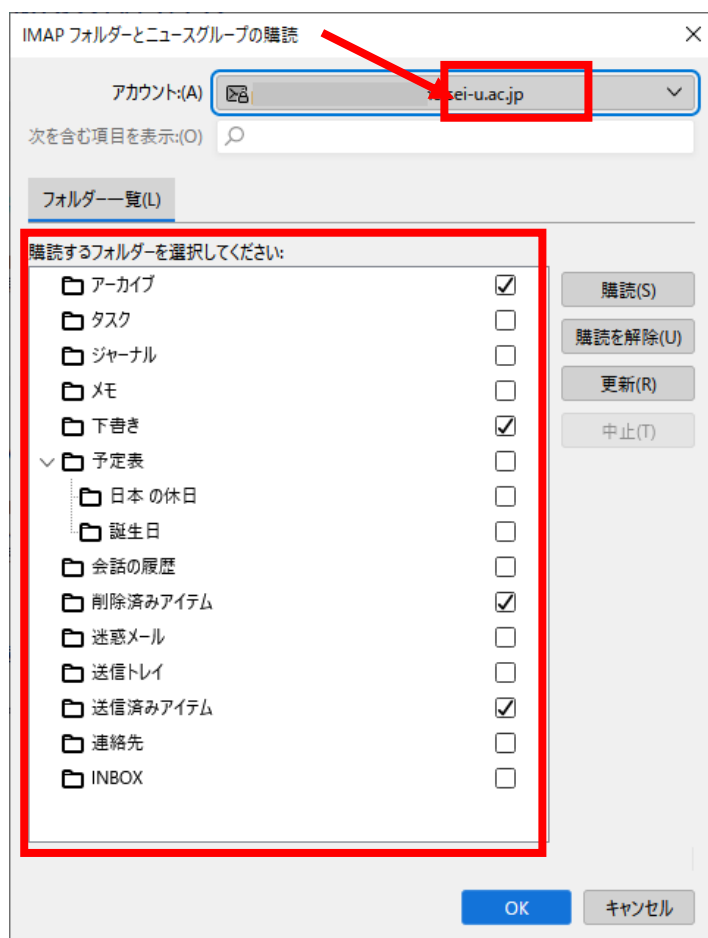 IMAP フォルダーとニュースグループの購読
アカウント:(A) sei-u.ac.jp
次を含む項目を表示:(O)
フォルダー一覧(L)
購読するフォルダーを選択してください:
アーカイブ
購読(S)
タスク
購読を解除(U)
ジャーナル
メモ
更新(R)
下書き
中止(T)
予定表
日本 の休日
誕生日
会話の履歴
削除済みアイテム
迷惑メール
送信トレイ
送信済みアイテム
連絡先
INBOX
OK
キャンセル